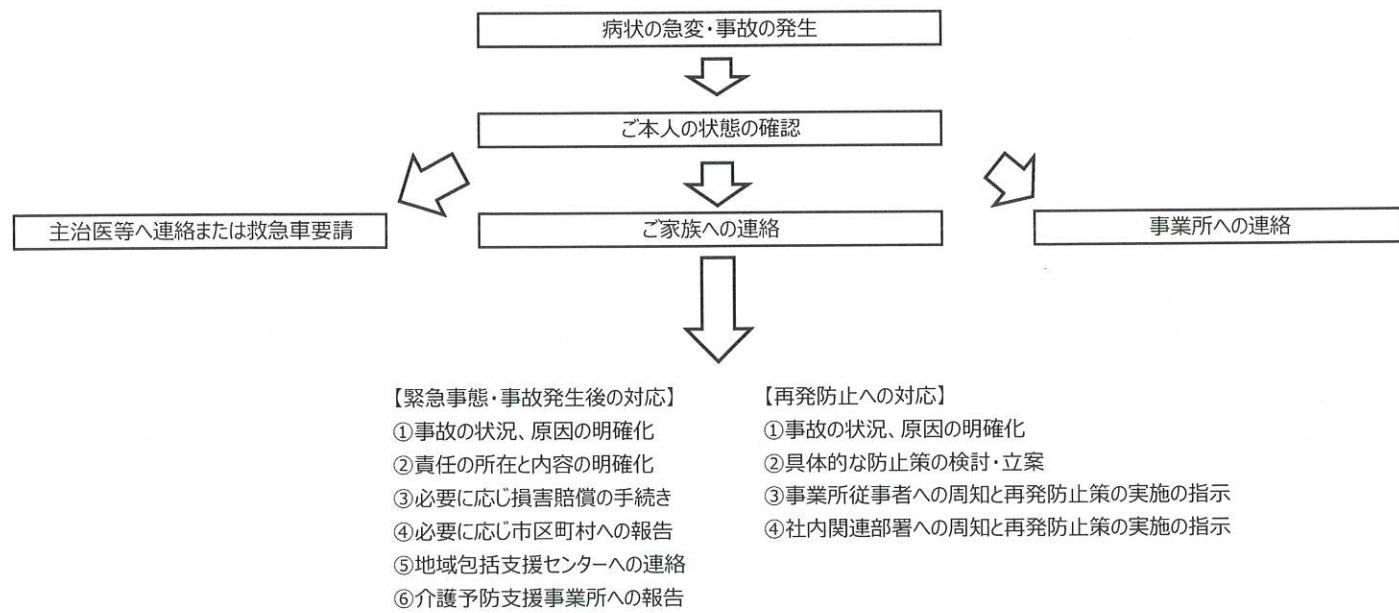 病状の急変・事故の発生
ご本人の状態の確認
主治医等へ連絡または救急車要請
ご家族への連絡
事業所への連絡
【緊急事態・事故発生後の対応】
①事故の状況、原因の明確化
②責任の所在と内容の明確化
③必要に応じ損害賠償の手続き
④必要に応じ市区町村への報告
⑤地域包括支援センターへの連絡
⑥介護予防支援事業所への報告
【再発防止への対応】
①事故の状況、原因の明確化
②具体的な防止策の検討・立案
③事業所従事者への周知と再発防止策の実施の指示
④社内関連部署への周知と再発防止策の実施の指示